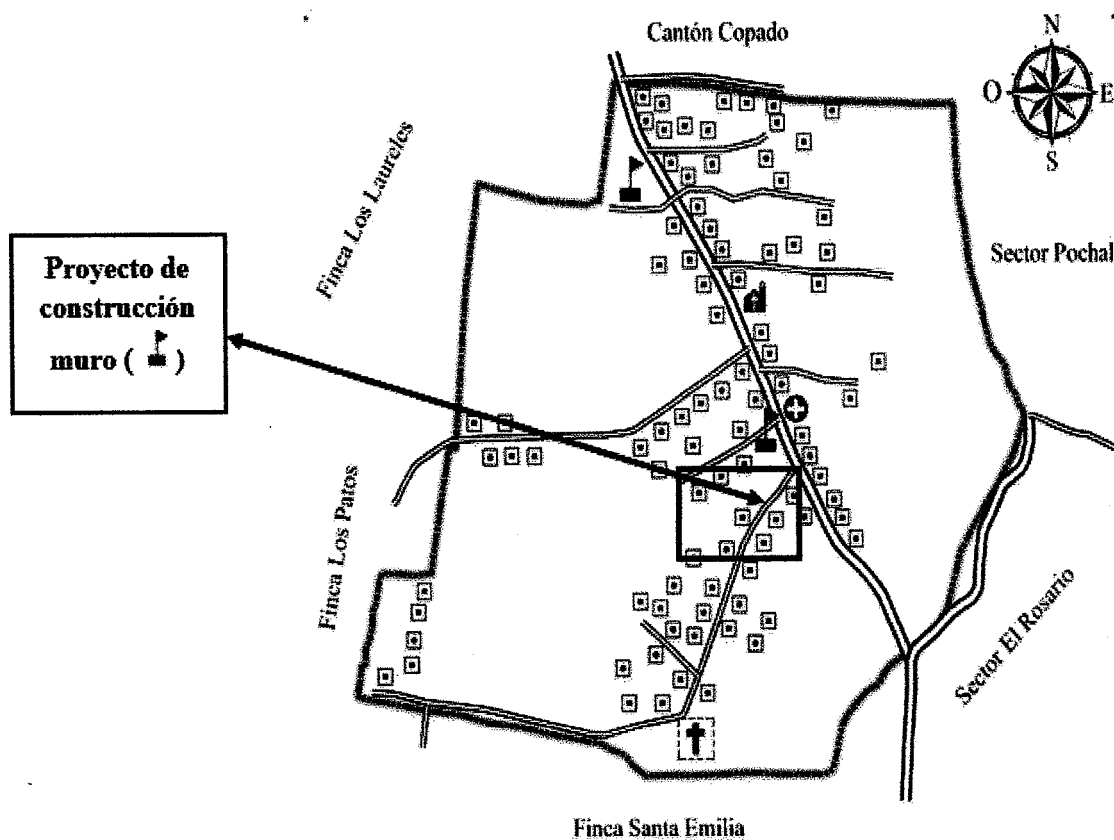 Cantón Copado
N
O
E
S
Finca Los Laureles
Sector Pochal
Proyecto de
construcción
muro ( )
Finca Los Patos
Sector El Rosario
Finca Santa Emilia